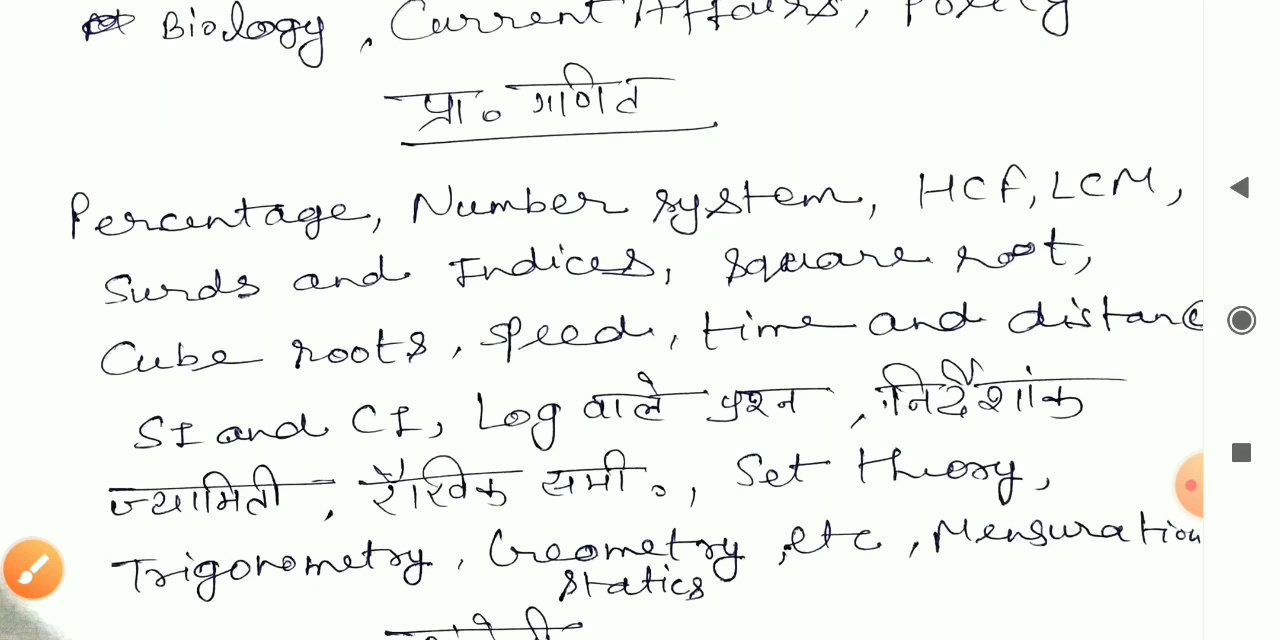 Biology, Current Affairs, Polity
प्रा० गणित
Percentage, Number system, HCF, LCM,
Surds and Indices, Square root,
Cube roots, speed, time and distance
SI and CI, Log वाले प्रश्न, निर्देशांक
ज्यामिती, रैखिक समी०, Set theory,
Trigonometry, Geometry, etc, Mensuration
Statics